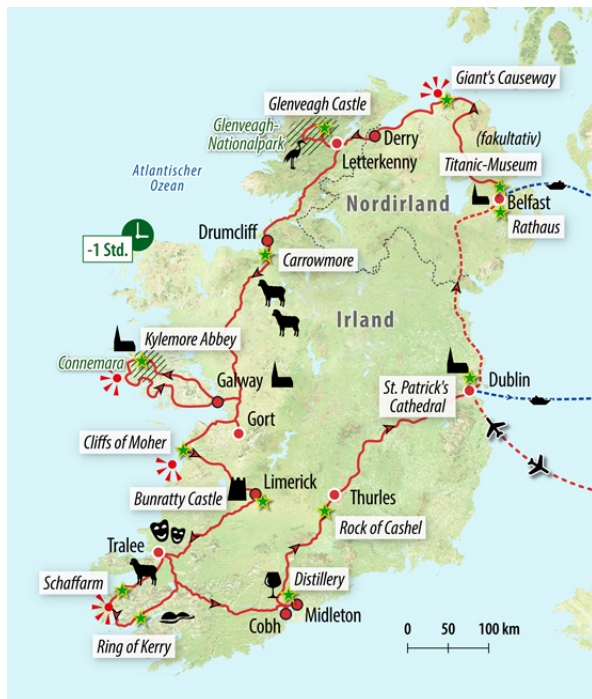 Giant's Causeway
Glenveagh Castle
Glenveagh-
Nationalpark
Derry
Letterkenny
(fakultativ)
Titanic-Museum
Atlantischer
Ozean
Nordirland
Belfast
Rathaus
Drumcliff
-1 Std.
Carrowmore
Irland
Kylemore Abbey
Connemara
Galway
St. Patrick's
Cathedral
Dublin
Gort
Cliffs of Moher
Limerick
Bunratty Castle
Thurles
Rock of Cashel
Tralee
Schaffarm
Distillery
Midleton
Cobh
Ring of Kerry
0 50 100 km